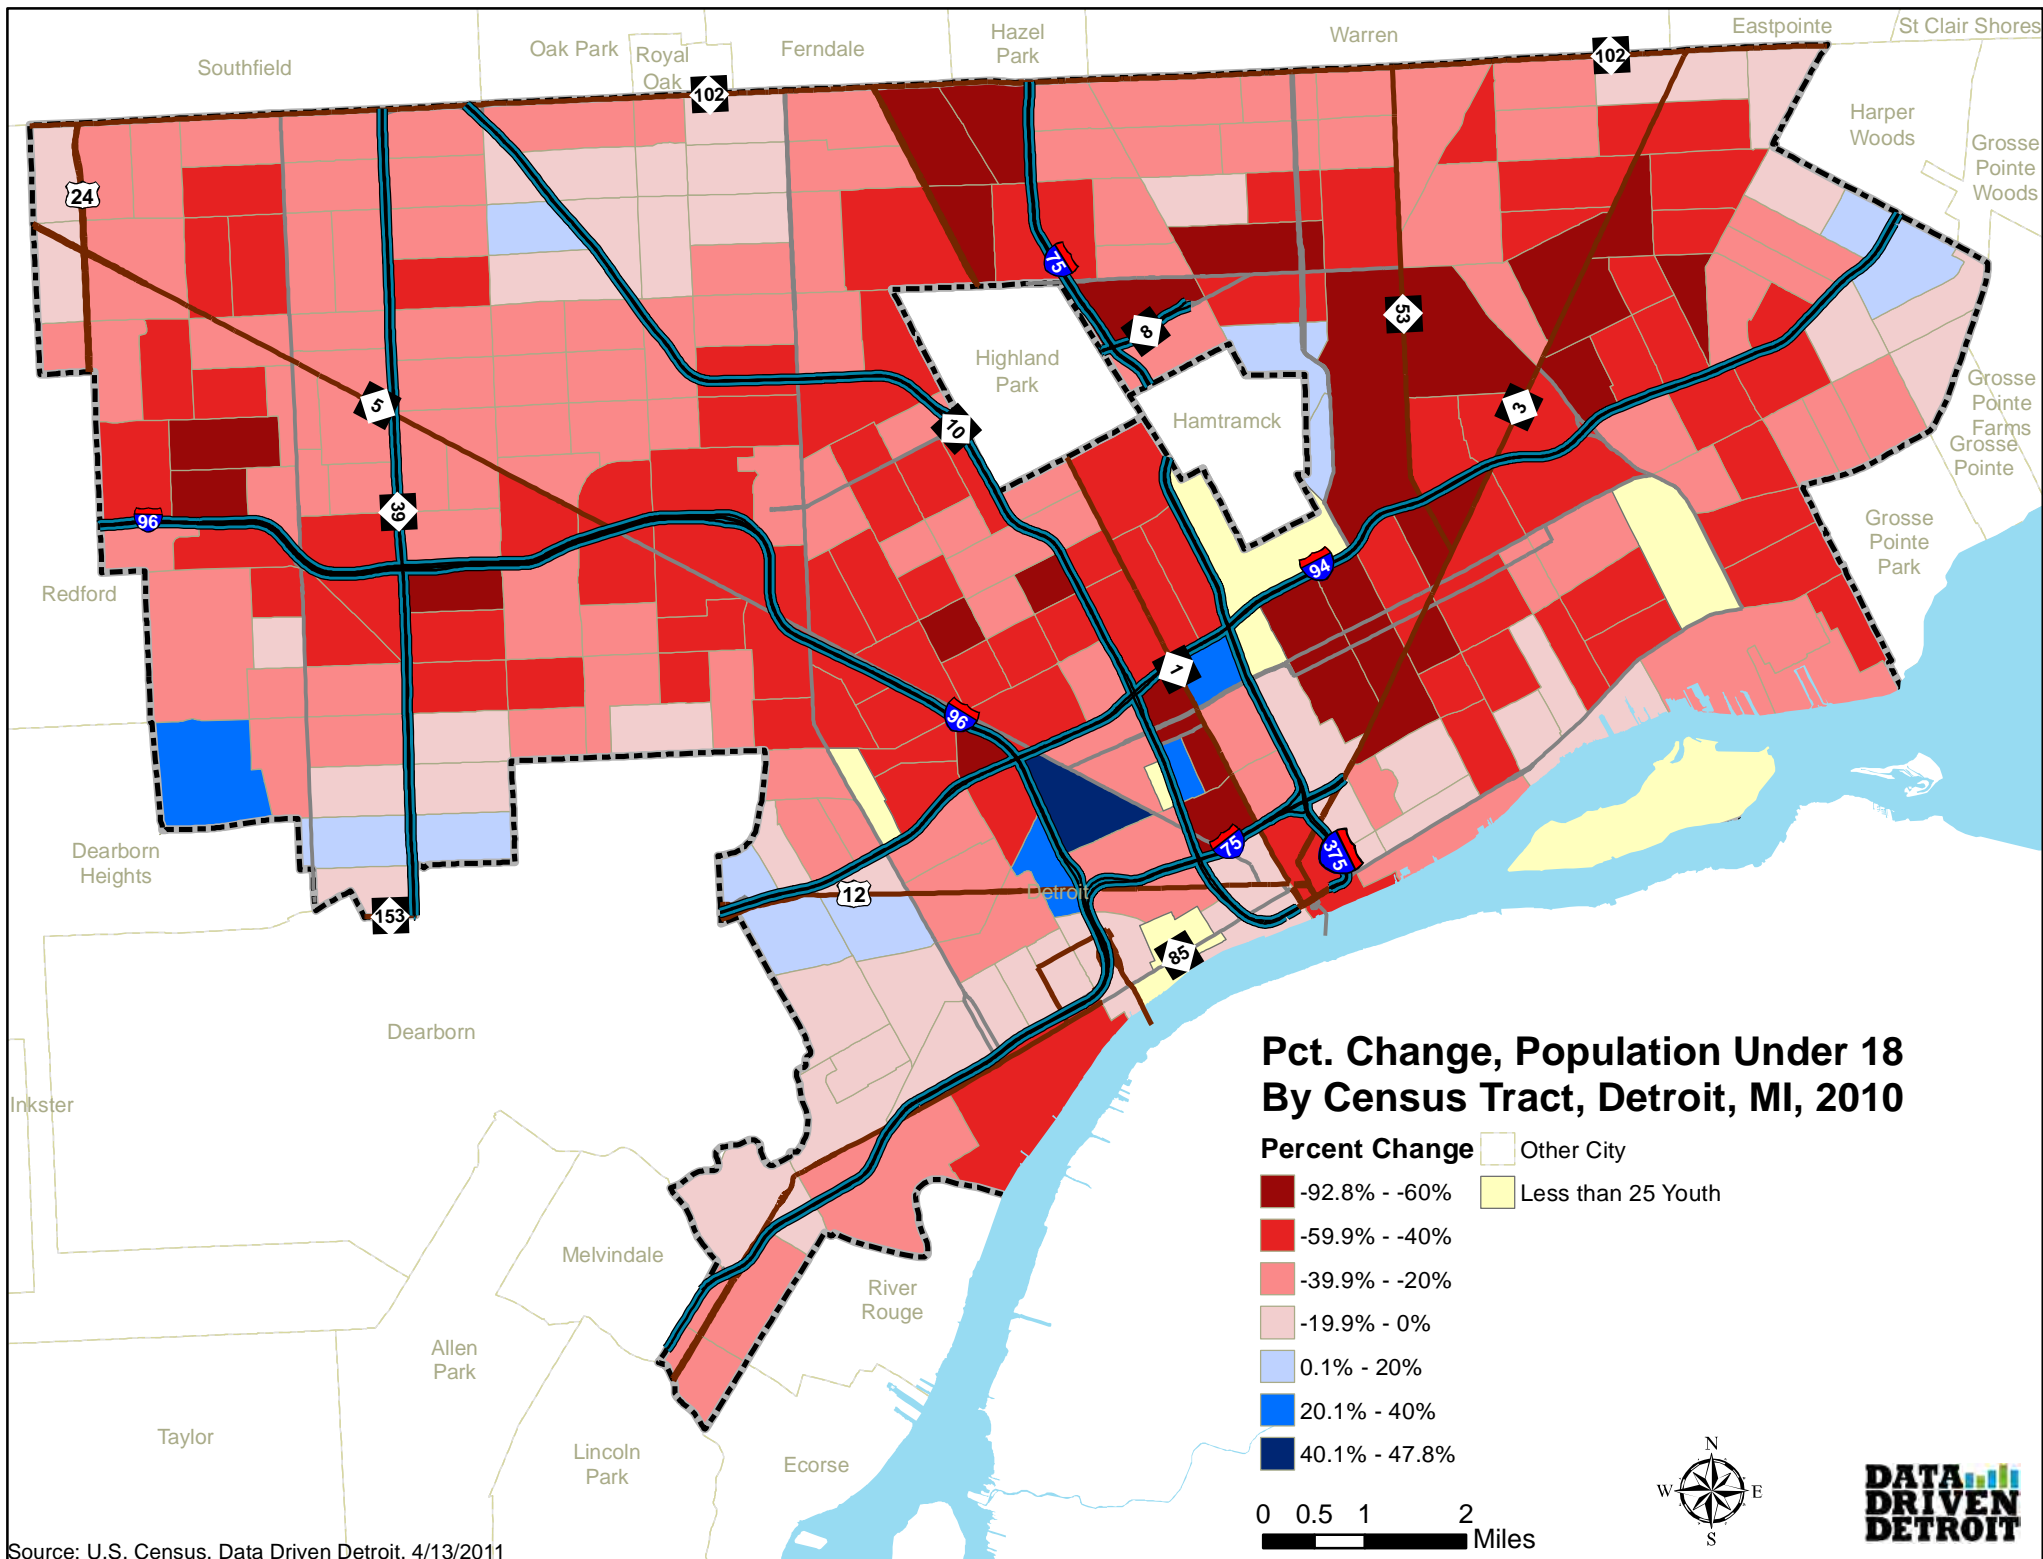 Southfield
Oak Park
Royal
Oak
Ferndale
Hazel
Park
Warren
Eastpointe
St Clair Shores
102
102
Harper
Woods
Grosse
Pointe
Woods
24
75
8
53
Highland
Park
Hamtramck
5
10
3
Grosse
Pointe
Farms
Grosse
Pointe
39
96
94
Grosse
Pointe
Park
Redford
1
96
Dearborn
Heights
75
375
12
Detroit
153
85
Dearborn
Inkster
Melvindale
River
Rouge
Allen
Park
Taylor
Lincoln
Park
Ecorse
Pct. Change, Population Under 18
By Census Tract, Detroit, MI, 2010
Percent Change
Other City
-92.8% - -60%
Less than 25 Youth
-59.9% - -40%
-39.9% - -20%
-19.9% - 0%
0.1% - 20%
20.1% - 40%
40.1% - 47.8%
0 0.5 1 2
Miles
N
W E
S
DATA
DRIVEN
DETROIT
Source: U.S. Census. Data Driven Detroit. 4/13/2011